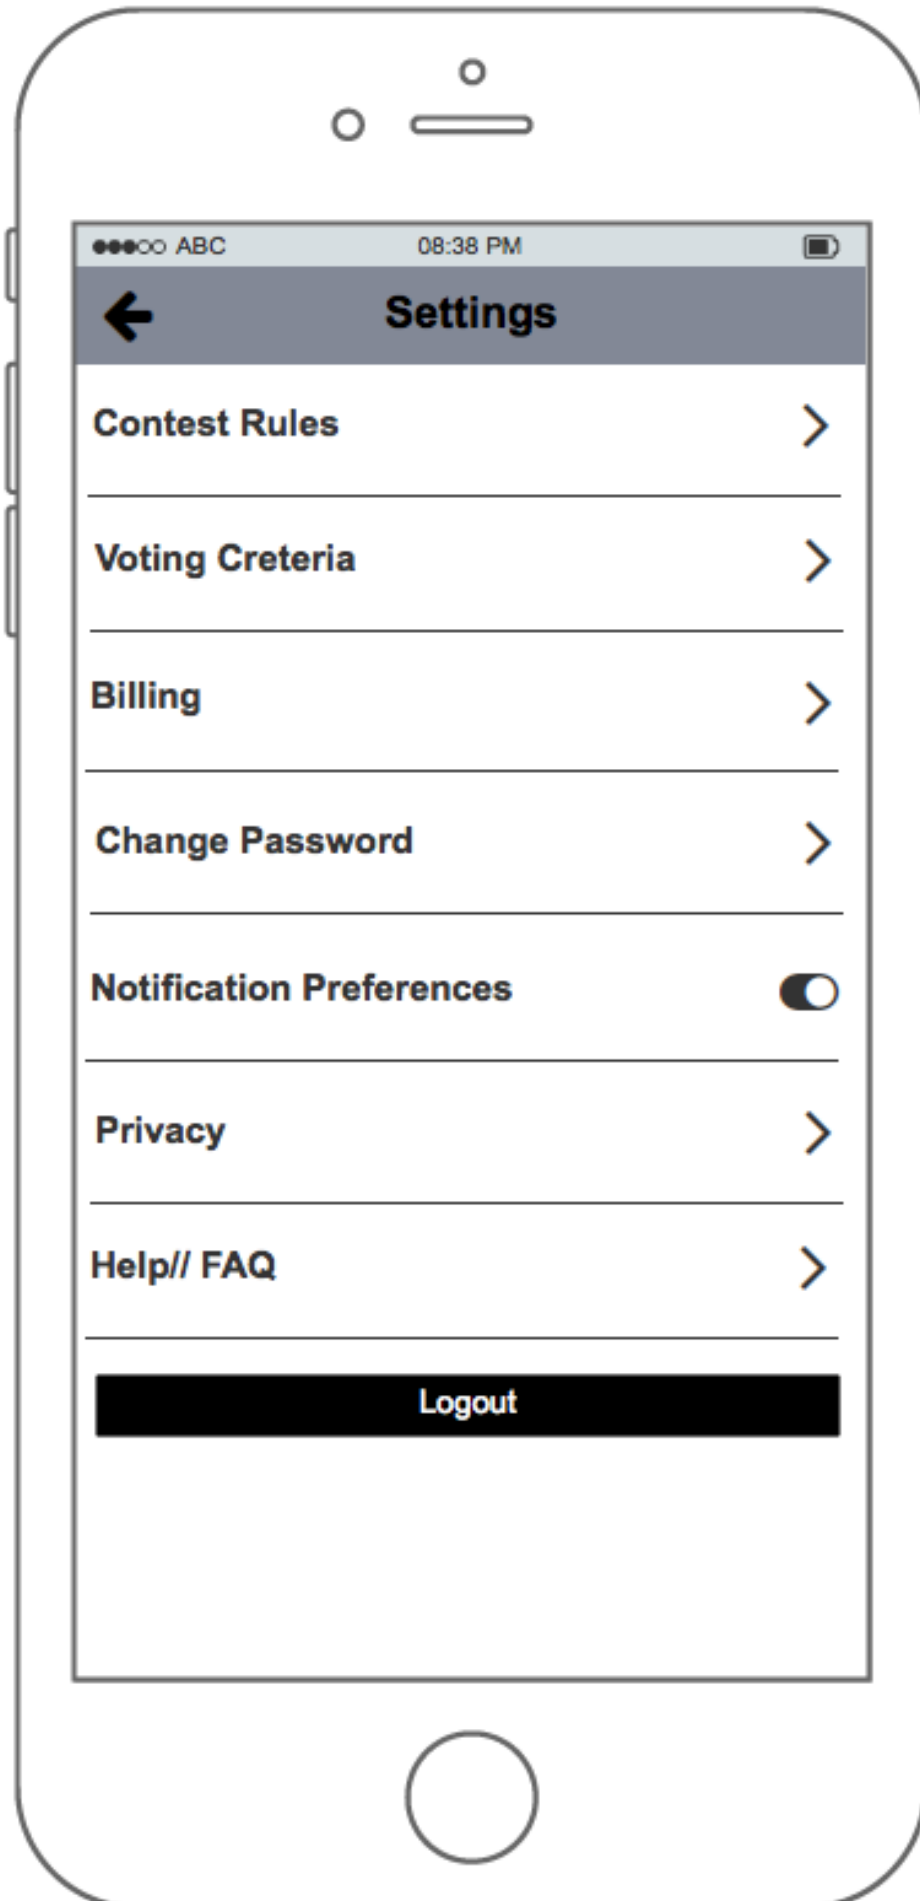 ABC 08:38 PM
Settings
Contest Rules
Voting Creteria
Billing
Change Password
Notification Preferences
Privacy
Help// FAQ
Logout